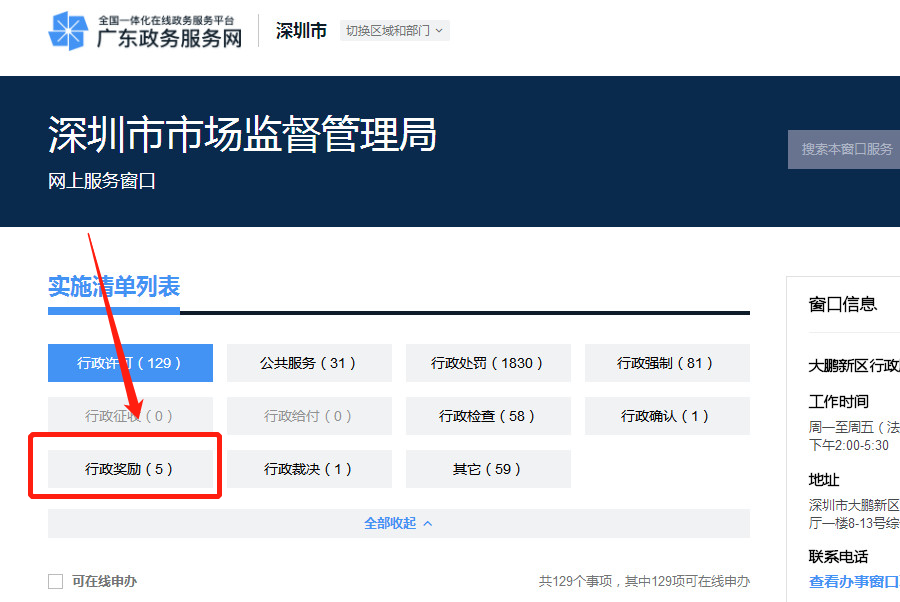 全国一体化在线政务服务平台
广东政务服务网
深圳市
切换区域和部门
深圳市市场监督管理局
网上服务窗口
搜索本窗口服务
实施清单列表
行政许可（129） 公共服务（31） 行政处罚（1830） 行政强制（81）
行政征收（0） 行政给付（0） 行政检查（58） 行政确认（1）
行政奖励（5） 行政裁决（1） 其它（59）
全部收起
可在线申办
共129个事项，其中129项可在线申办
窗口信息
大鹏新区行政
工作时间
周一至周五（法
下午2:00-5:30
地址
深圳市大鹏新区
厅一楼8-13号综
联系电话
查看办事窗口